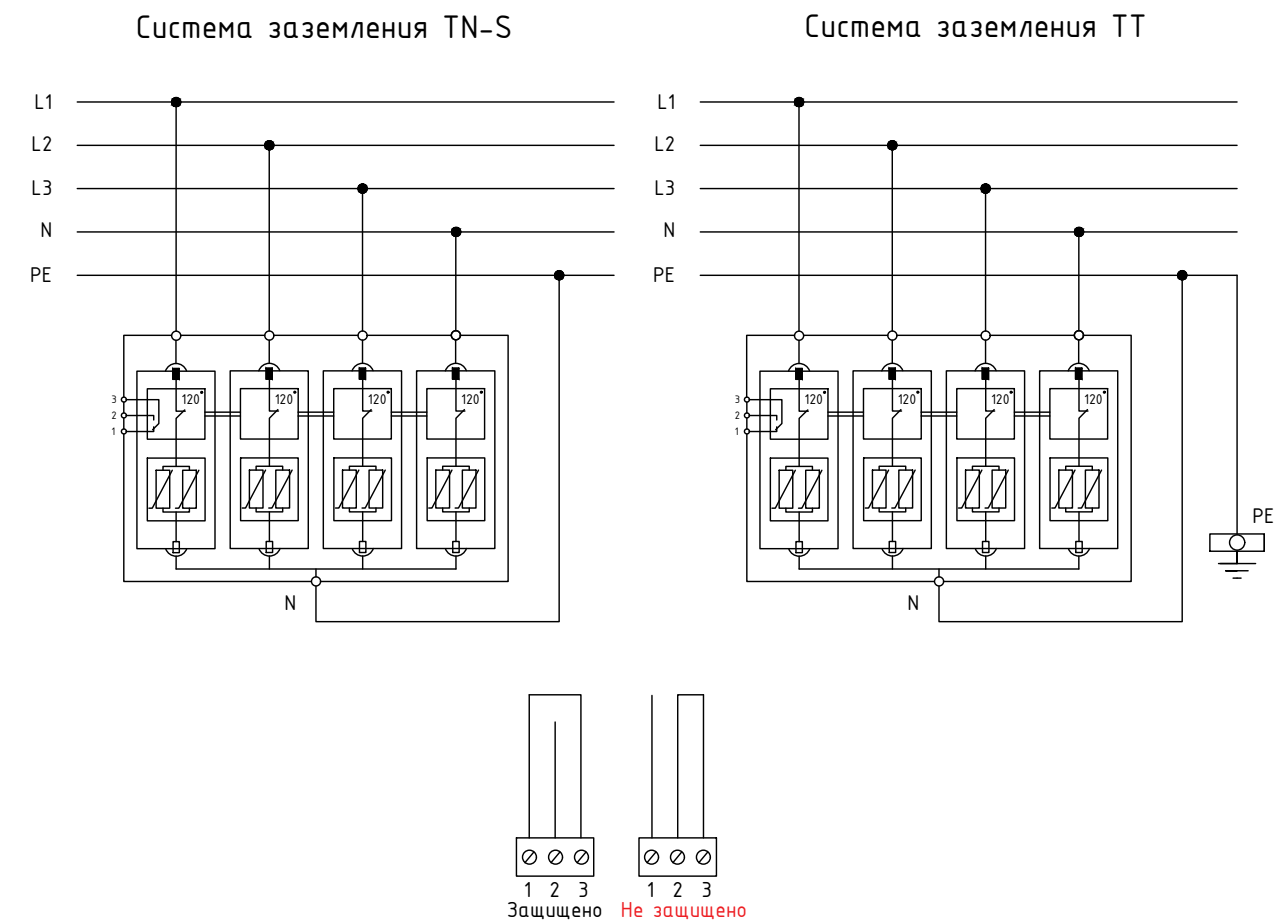 Система заземления TN-S
L1
L2
L3
N
PE
120°
120°
120°
120°
3
2
1
N
Система заземления TT
L1
L2
L3
N
PE
120°
120°
120°
120°
3
2
1
N
PE
1 2 3
Защищено
1 2 3
Не защищено